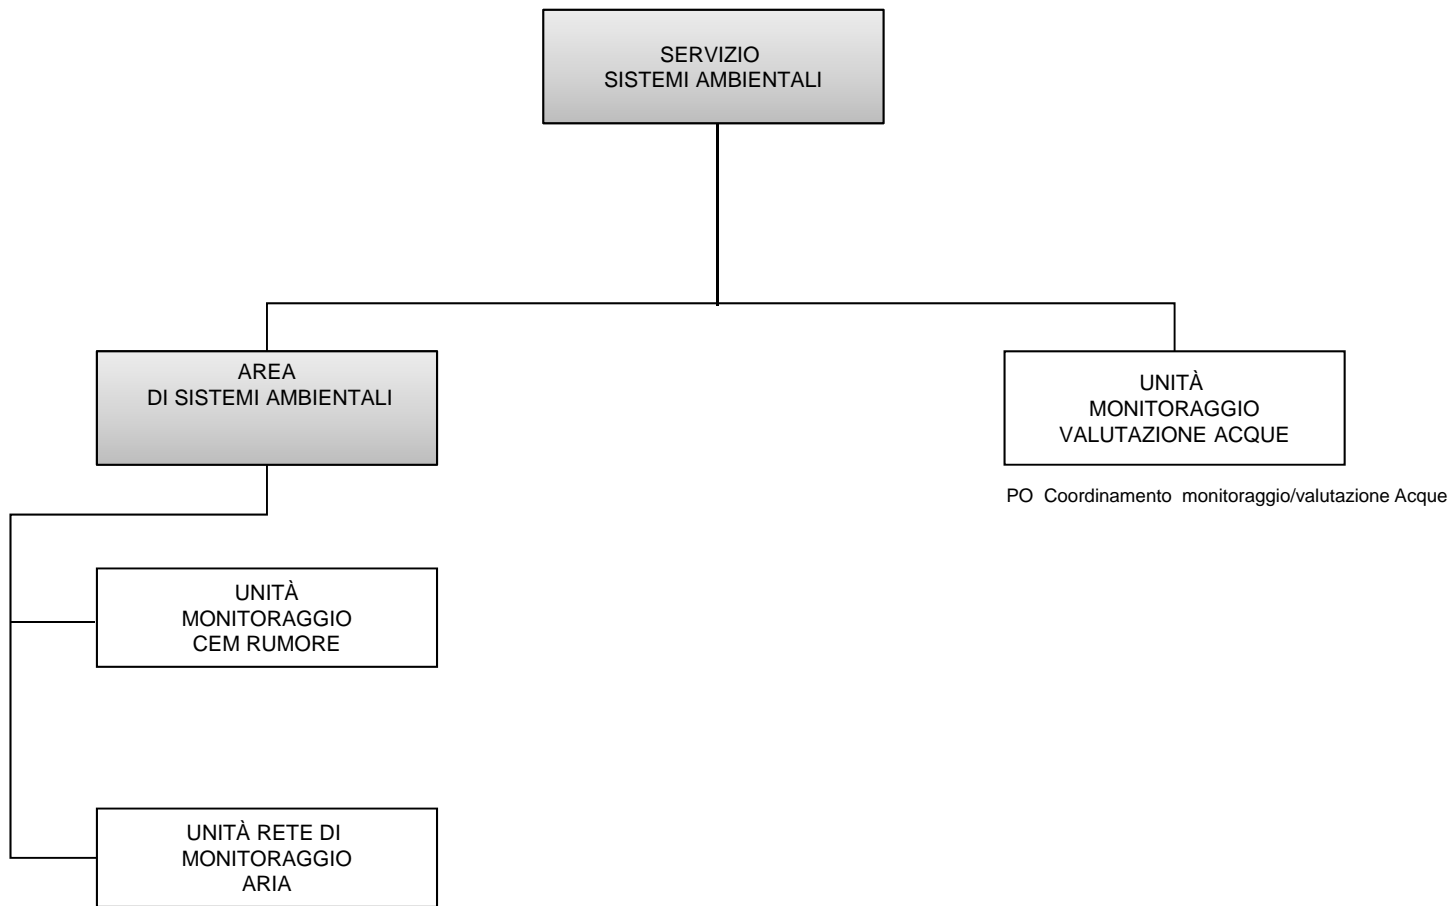 SERVIZIO
SISTEMI AMBIENTALI
AREA
DI SISTEMI AMBIENTALI
UNITÀ
MONITORAGGIO
VALUTAZIONE ACQUE
PO Coordinamento monitoraggio/valutazione Acque
UNITÀ
MONITORAGGIO
CEM RUMORE
UNITÀ RETE DI
MONITORAGGIO
ARIA